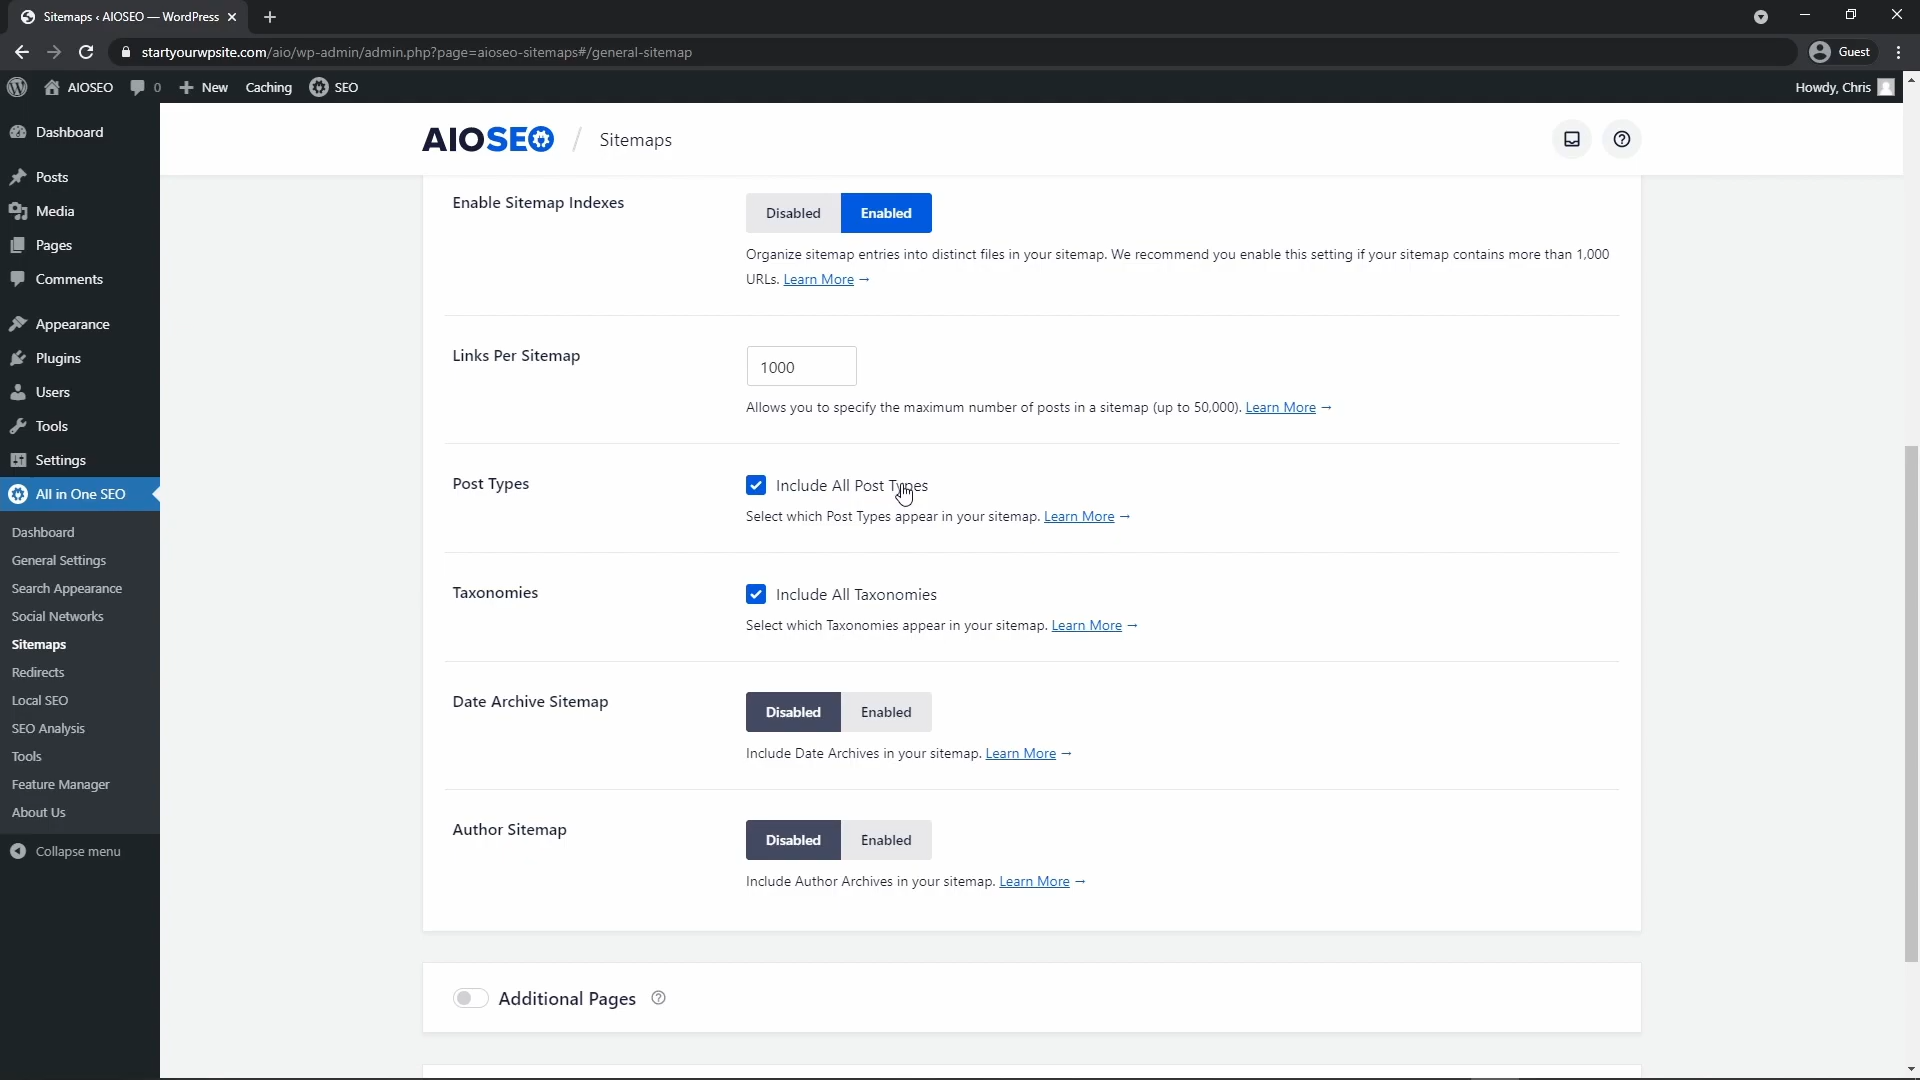 Sitemaps ‹ AIOSEO — WordPress
startyourwpsite.com/aio/wp-admin/admin.php?page=aioseo-sitemaps#/general-sitemap
Guest
AIOSEO
0
New
Caching
SEO
Howdy, Chris
Dashboard
Posts
Media
Pages
Comments
Appearance
Plugins
Users
Tools
Settings
All in One SEO
Dashboard
General Settings
Search Appearance
Social Networks
Sitemaps
Redirects
Local SEO
SEO Analysis
Tools
Feature Manager
About Us
Collapse menu
AIOSEO / Sitemaps
Enable Sitemap Indexes
Disabled
Enabled
Organize sitemap entries into distinct files in your sitemap. We recommend you enable this setting if your sitemap contains more than 1,000
URLs. Learn More →
Links Per Sitemap
1000
Allows you to specify the maximum number of posts in a sitemap (up to 50,000). Learn More →
Post Types
Include All Post Types
Select which Post Types appear in your sitemap. Learn More →
Taxonomies
Include All Taxonomies
Select which Taxonomies appear in your sitemap. Learn More →
Date Archive Sitemap
Disabled
Enabled
Include Date Archives in your sitemap. Learn More →
Author Sitemap
Disabled
Enabled
Include Author Archives in your sitemap. Learn More →
Additional Pages